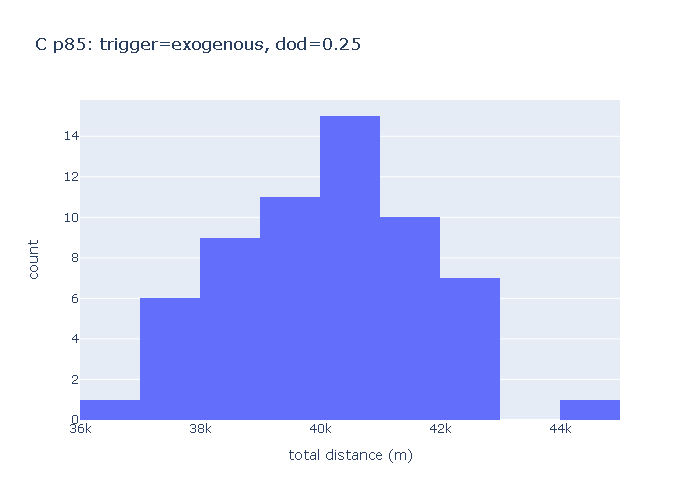 C p85: trigger=exogenous, dod=0.25
14
12
10
8
6
4
2
0
count
36k
38k
40k
42k
44k
total distance (m)